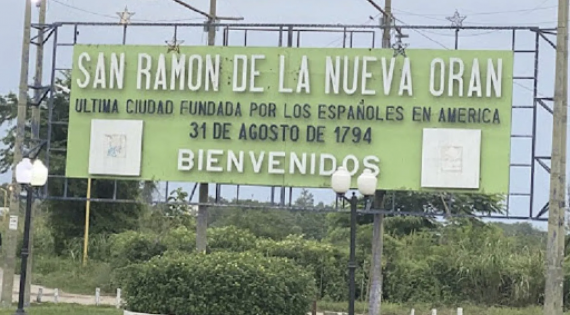 SAN RAMÓN DE LA NUEVA ORAN
ULTIMA CIUDAD FUNDADA POR LOS ESPAÑOLES EN AMERICA
31 DE AGOSTO DE 1794
BIENVENIDOS